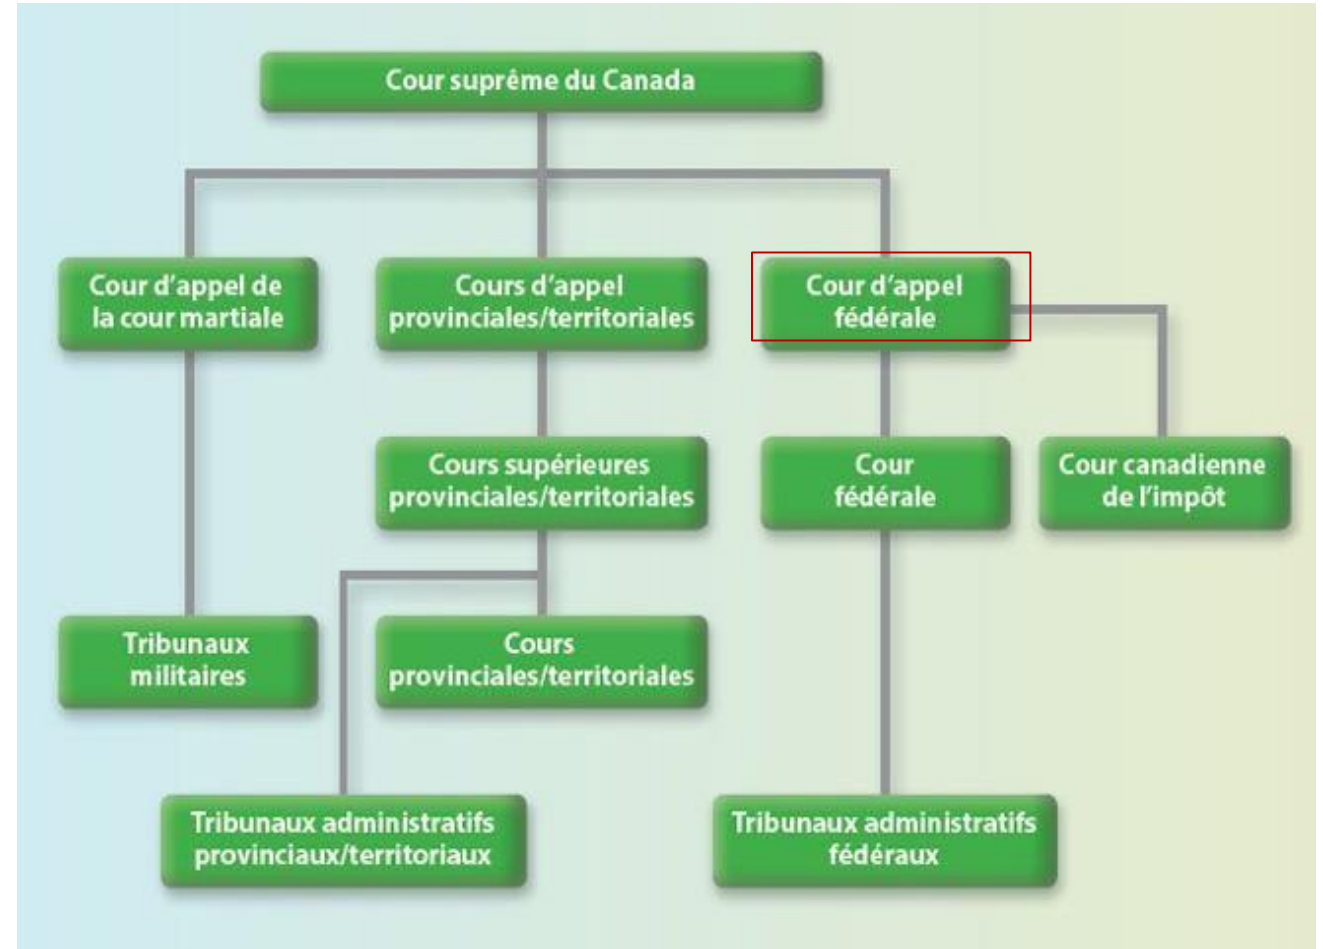 Cour suprême du Canada
Cour d'appel de
la cour martiale
Cours d'appel
provinciales/territoriales
Cour d'appel
fédérale
Cours supérieures
provinciales/territoriales
Cour
fédérale
Cour canadienne
de l'impôt
Tribunaux
militaires
Cours
provinciales/territoriales
Tribunaux administratifs
provinciaux/territoriaux
Tribunaux administratifs
fédéraux